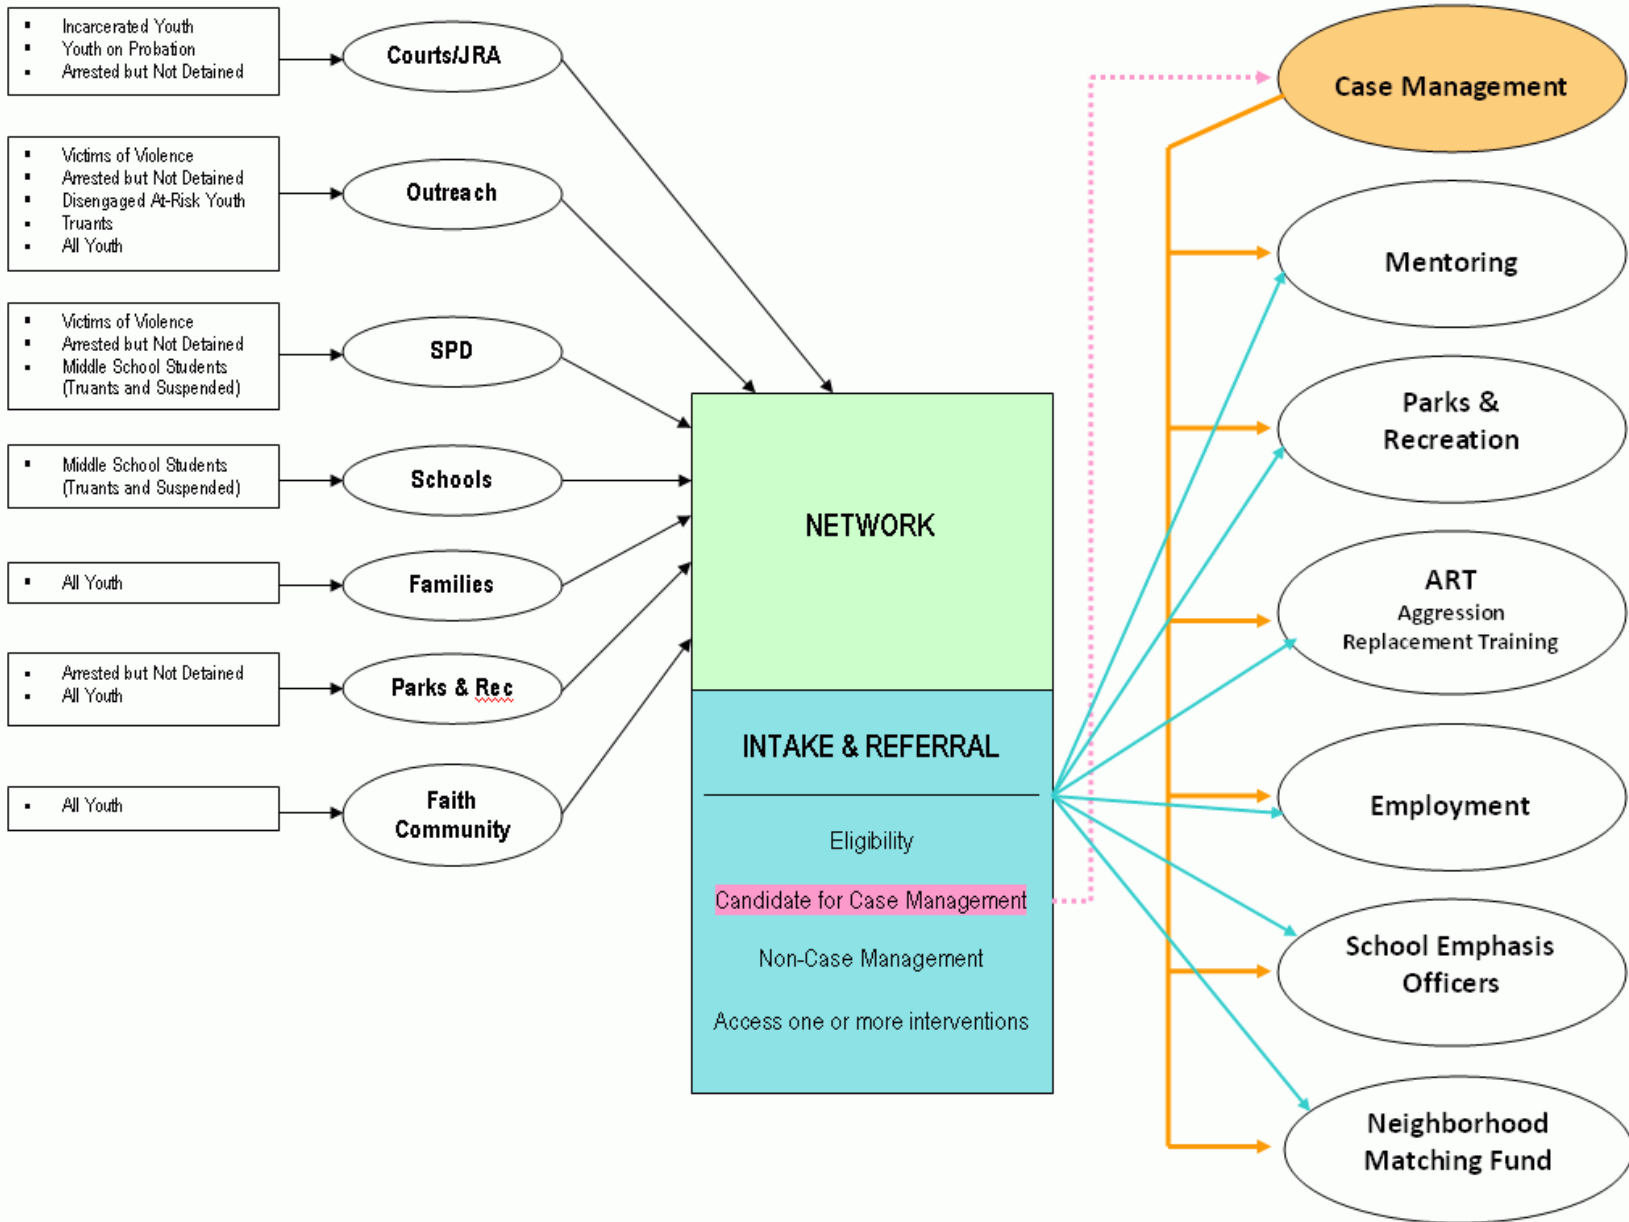 ▪ Incarcerated Youth
▪ Youth on Probation
▪ Arrested but Not Detained
Courts/JRA
▪ Victims of Violence
▪ Arrested but Not Detained
▪ Disengaged At-Risk Youth
▪ Truants
▪ All Youth
Outreach
▪ Victims of Violence
▪ Arrested but Not Detained
▪ Middle School Students
(Truants and Suspended)
SPD
▪ Middle School Students
(Truants and Suspended)
Schools
▪ All Youth
Families
▪ Arrested but Not Detained
▪ All Youth
Parks & Rec
▪ All Youth
Faith
Community
NETWORK
INTAKE & REFERRAL
Eligibility
Candidate for Case Management
Non-Case Management
Access one or more interventions
Case Management
Mentoring
Parks &
Recreation
ART
Aggression
Replacement Training
Employment
School Emphasis
Officers
Neighborhood
Matching Fund